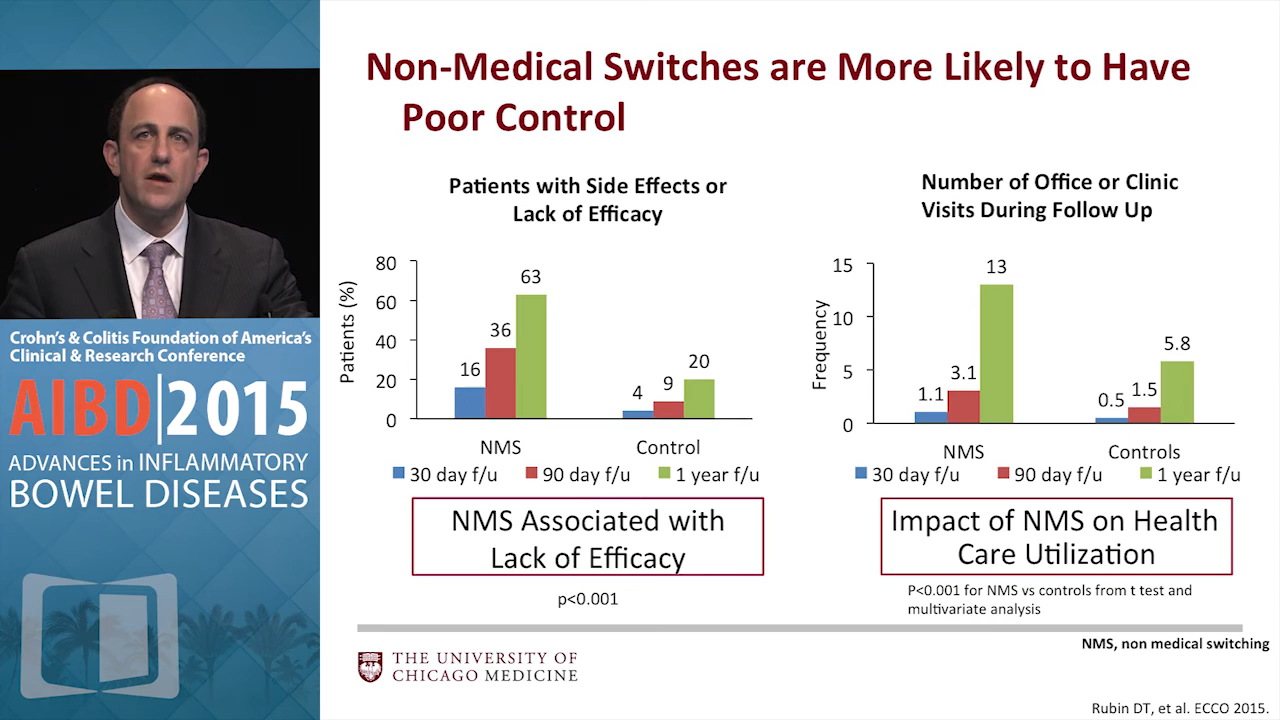 Non-Medical Switches are More Likely to Have
Poor Control
Patients with Side Effects or
Lack of Efficacy
Patients (%)
80
60
40
20
0
16
36
63
4
9
20
NMS
Control
30 day f/u
90 day f/u
1 year f/u
NMS Associated with
Lack of Efficacy
p<0.001
Number of Office or Clinic
Visits During Follow Up
Frequency
15
10
5
0
1.1
3.1
13
0.5
1.5
5.8
NMS
Controls
30 day f/u
90 day f/u
1 year f/u
Impact of NMS on Health
Care Utilization
P<0.001 for NMS vs controls from t test and
multivariate analysis
NMS, non medical switching
THE UNIVERSITY OF
CHICAGO MEDICINE
Rubin DT, et al. ECCO 2015.
Crohn's & Colitis Foundation of America's
Clinical & Research Conference
AIBD|2015
ADVANCES in INFLAMMATORY
BOWEL DISEASES